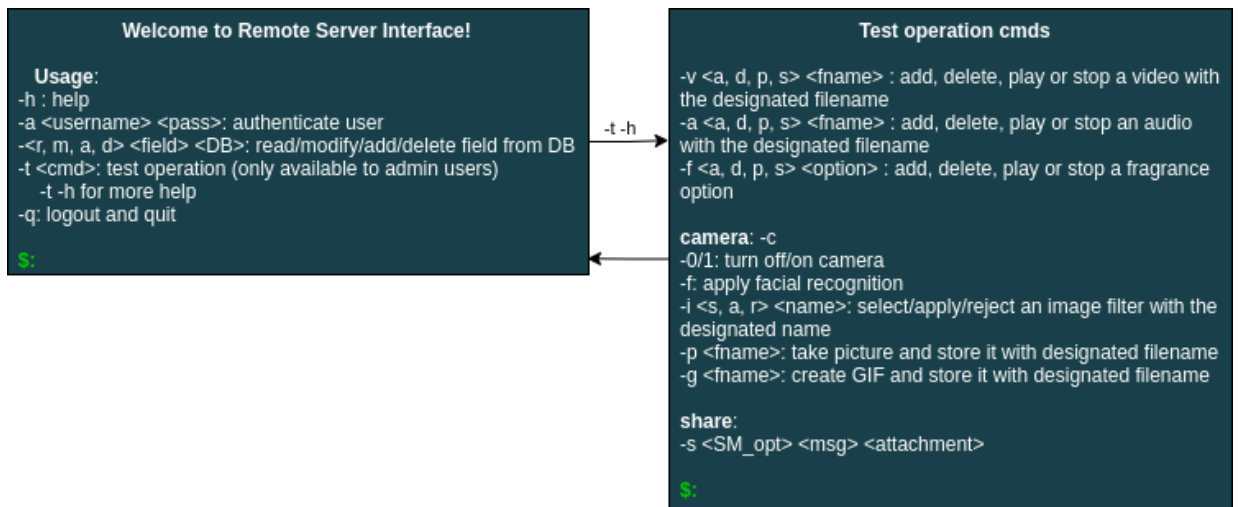 Welcome to Remote Server Interface!
Usage:
-h : help
-a <username> <pass>: authenticate user
-<r, m, a, d> <field> <DB>: read/modify/add/delete field from DB
-t <cmd>: test operation (only available to admin users)
-t -h for more help
-q: logout and quit
$:
-t -h
Test operation cmds
-v <a, d, p, s> <fname> : add, delete, play or stop a video with
the designated filename
-a <a, d, p, s> <fname> : add, delete, play or stop an audio
with the designated filename
-f <a, d, p, s> <option> : add, delete, play or stop a fragrance
option
camera: -c
-0/1: turn off/on camera
-f: apply facial recognition
-i <s, a, r> <name>: select/apply/reject an image filter with the
designated name
-p <fname>: take picture and store it with designated filename
-g <fname>: create GIF and store it with designated filename
share:
-s <SM_opt> <msg> <attachment>
$: